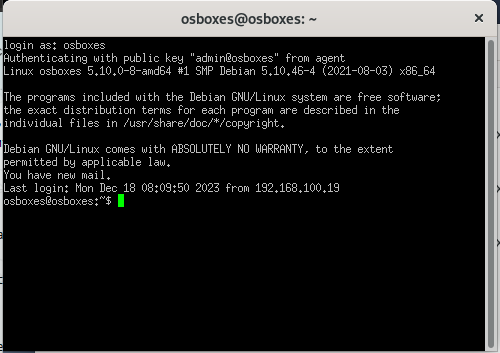 osboxes@osboxes: ~
login as: osboxes
Authenticating with public key "admin@osboxes" from agent
Linux osboxes 5.10.0-8-amd64 #1 SMP Debian 5.10.46-4 (2021-08-03) x86_64
The programs included with the Debian GNU/Linux system are free software;
the exact distribution terms for each program are described in the
individual files in /usr/share/doc/*/copyright.
Debian GNU/Linux comes with ABSOLUTELY NO WARRANTY, to the extent
permitted by applicable law.
You have new mail.
Last login: Mon Dec 18 08:09:50 2023 from 192.168.100.19
osboxes@osboxes:~$